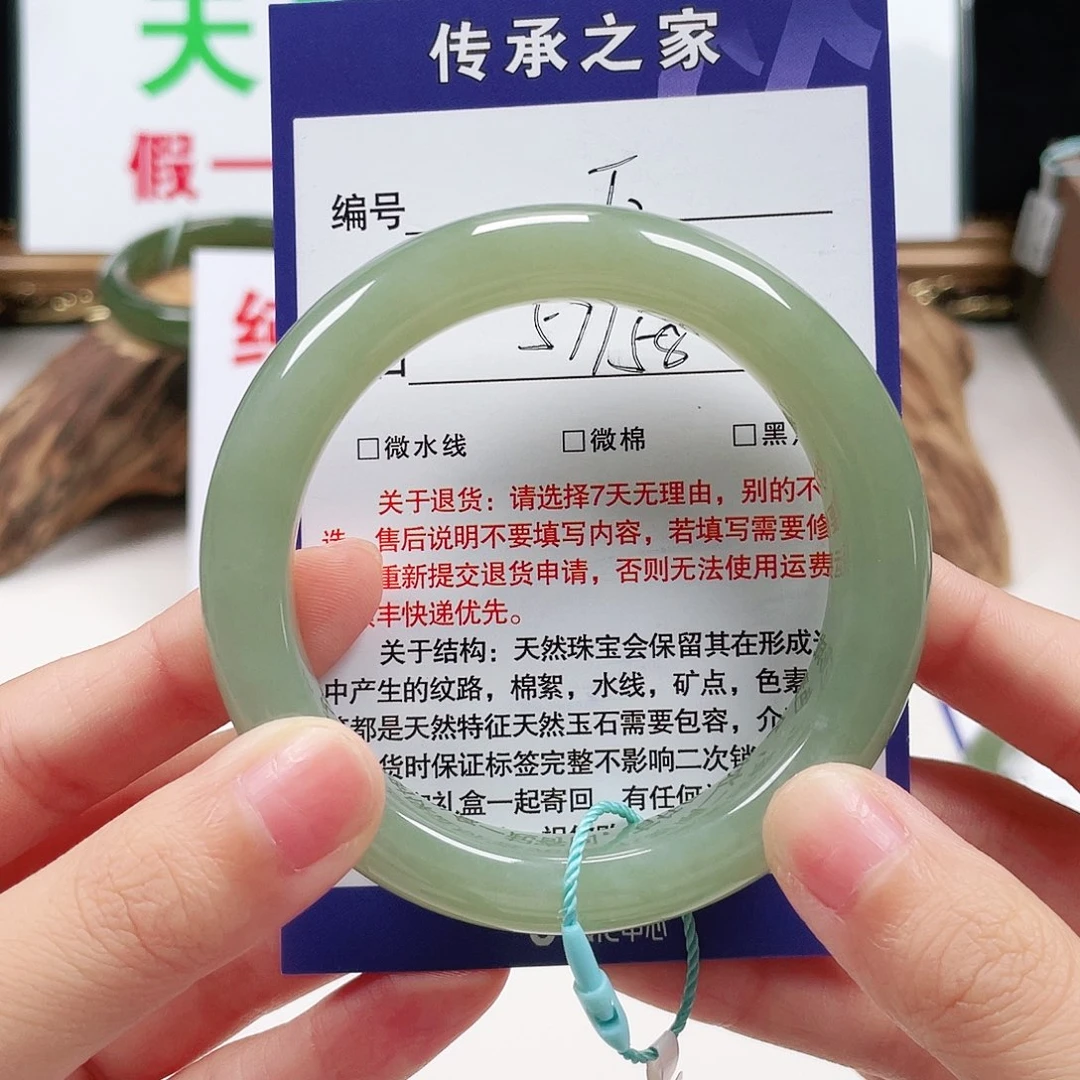 天
假一
传承之家
编号
57/58
□微水线 □微棉 □黑
关于退货：请选择7天无理由，别的不
选 售后说明不要填写内容，若填写需要修
重新提交退货申请，否则无法使用运费
丰快递优先。
关于结构：天然珠宝会保留其在形成
中产生的纹路，棉絮，水线，矿点，色素
都是天然特征天然玉石需要包容，介
货时保证标签完整不影响二次销
礼盒一起寄回 有任何
中心